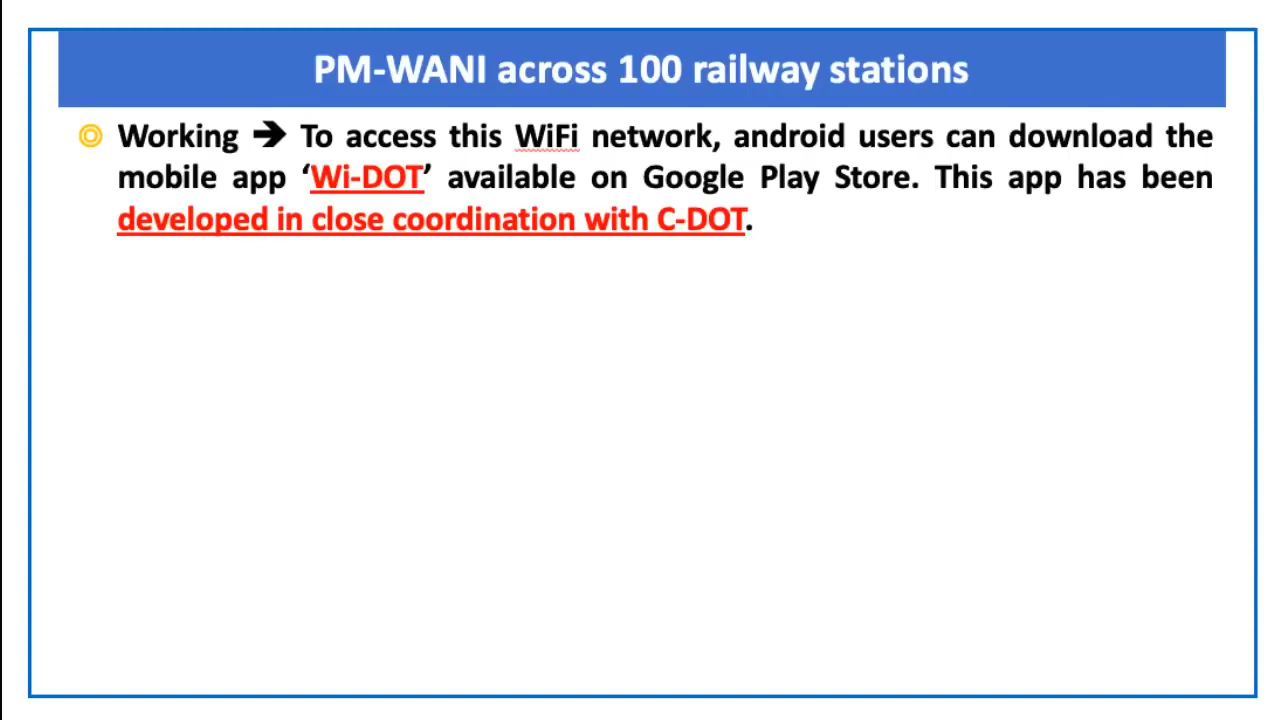 PM-WANI across 100 railway stations
Working ➔ To access this WiFi network, android users can download the
mobile app ‘Wi-DOT’ available on Google Play Store. This app has been
developed in close coordination with C-DOT.